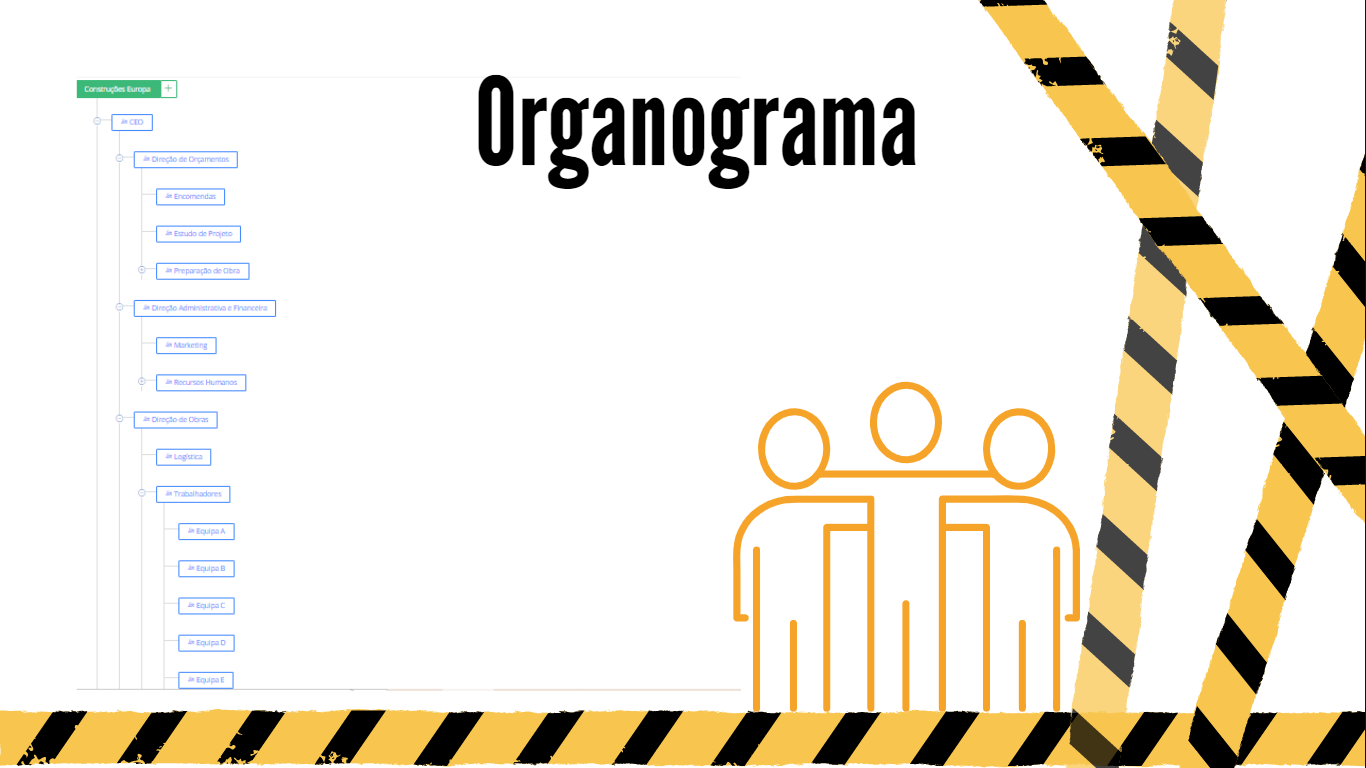 Organograma
Construções Europa +
CEO
Direção de Orçamentos
Encomendas
Estudo de Projeto
Preparação de Obra
Direção Administrativa e Financeira
Marketing
Recursos Humanos
Direção de Obras
Logística
Trabalhadores
Equipa A
Equipa B
Equipa C
Equipa D
Equipa E